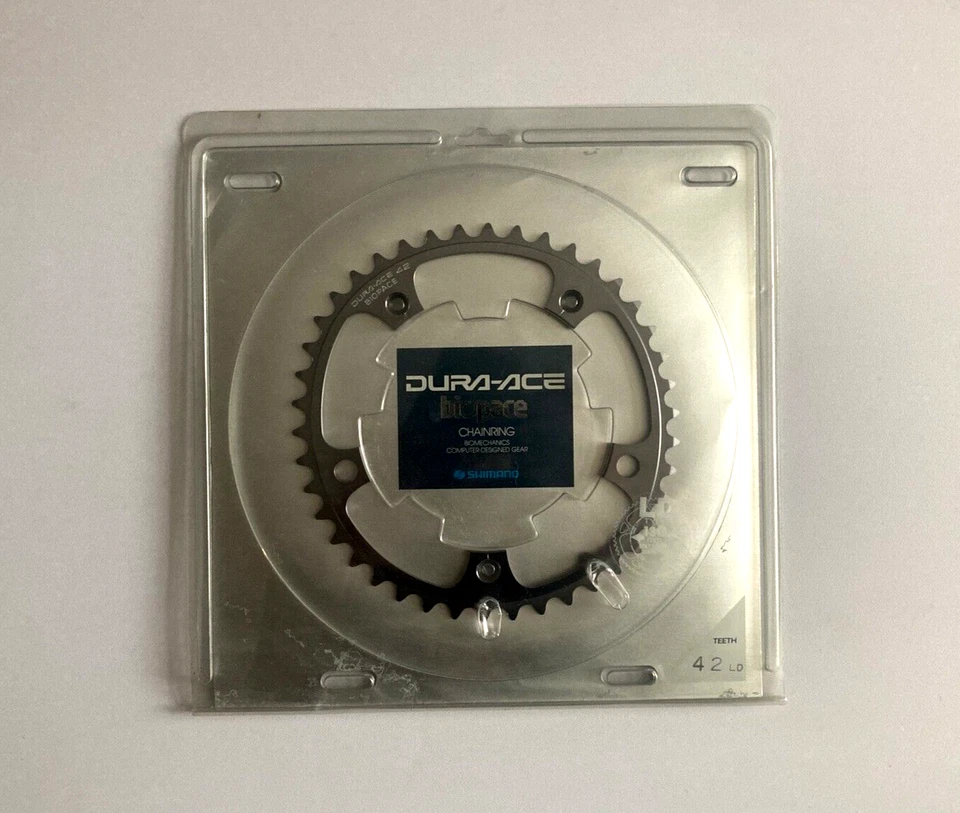 DURA-ACE 42
BIOPACE
DURA-ACE
biopace
CHAINRING
BIOMECHANICS
COMPUTER DESIGNED GEAR
SHIMANO
TEETH
42 LD